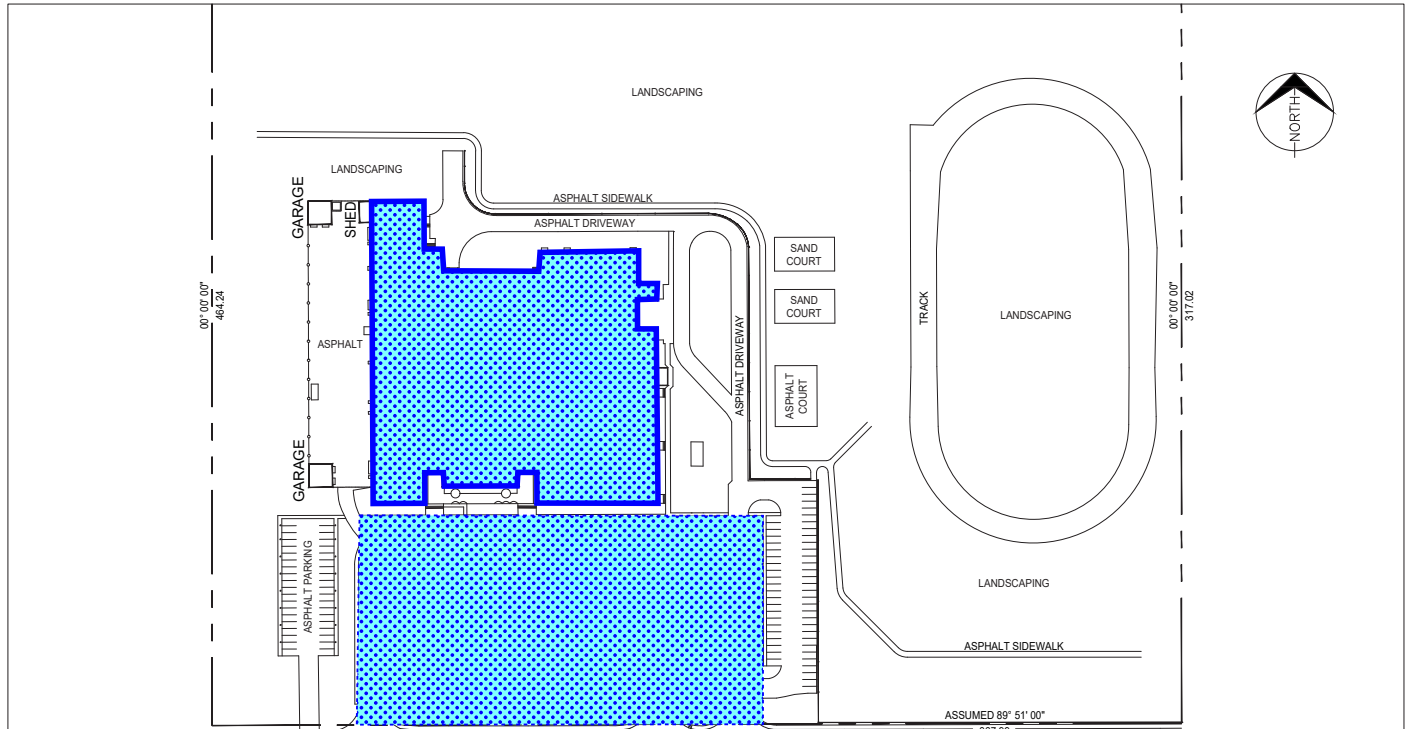 LANDSCAPING
NORTH
LANDSCAPING
GARAGE
SHED
ASPHALT SIDEWALK
ASPHALT DRIVEWAY
SAND
COURT
SAND
COURT
00° 00' 00"
464.24
ASPHALT
ASPHALT DRIVEWAY
ASPHALT
COURT
TRACK
LANDSCAPING
00° 00' 00"
317.02
GARAGE
ASPHALT PARKING
LANDSCAPING
ASPHALT SIDEWALK
ASSUMED 89° 51' 00"